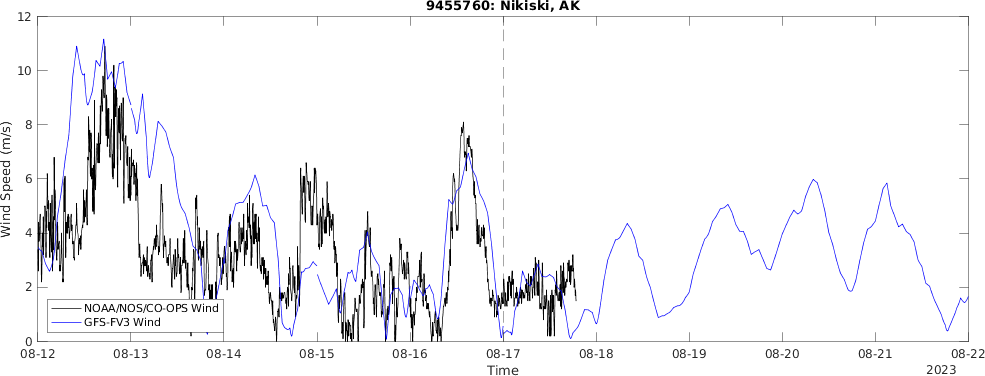 9455760: Nikiski, AK
12
10
8
6
4
2
0
Wind Speed (m/s)
NOAA/NOS/CO-OPS Wind
GFS-FV3 Wind
08-12 08-13 08-14 08-15 08-16 08-17 08-18 08-19 08-20 08-21 08-22
Time
2023